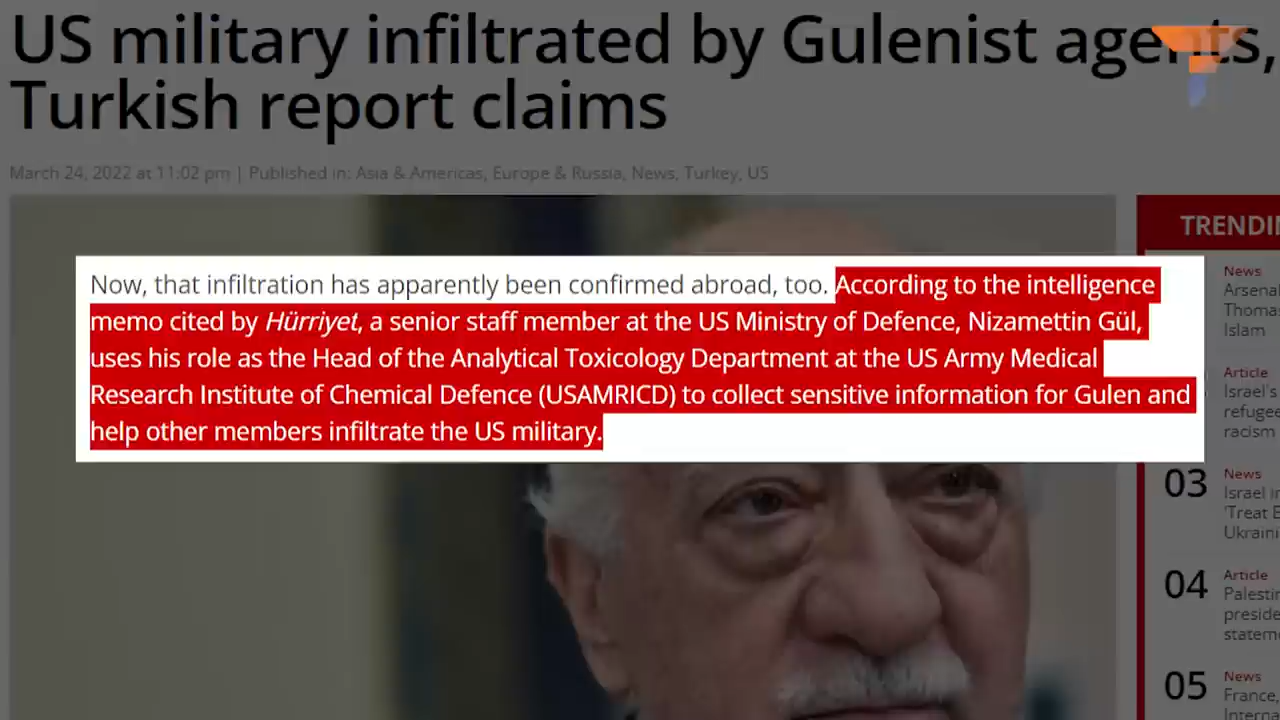 US military infiltrated by Gulenist agents,
Turkish report claims
March 24, 2022 at 11:02 pm | Published in: Asia & Americas, Europe & Russia, News, Turkey, US
TRENDI
Now, that infiltration has apparently been confirmed abroad, too. According to the intelligence
memo cited by Hürriyet, a senior staff member at the US Ministry of Defence, Nizamettin Gül,
uses his role as the Head of the Analytical Toxicology Department at the US Army Medical
Research Institute of Chemical Defence (USAMRICD) to collect sensitive information for Gulen and
help other members infiltrate the US military.
News
Arsenal
Thomas
Islam
Article
Israel's
refugee
racism
03
News
Israel i
'Treat E
Ukraini
04
Article
Palesti
preside
statem
05
News
France,
Interna